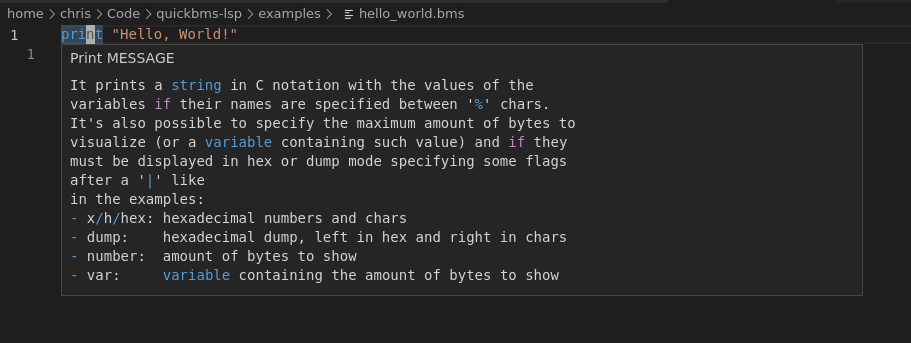 home > chris > Code > quickbms-lsp > examples > hello_world.bms
1 print "Hello, World!"
1
Print MESSAGE
It prints a string in C notation with the values of the
variables if their names are specified between '%' chars.
It's also possible to specify the maximum amount of bytes to
visualize (or a variable containing such value) and if they
must be displayed in hex or dump mode specifying some flags
after a '|' like
in the examples:
- x/h/hex: hexadecimal numbers and chars
- dump:    hexadecimal dump, left in hex and right in chars
- number:  amount of bytes to show
- var:     variable containing the amount of bytes to show